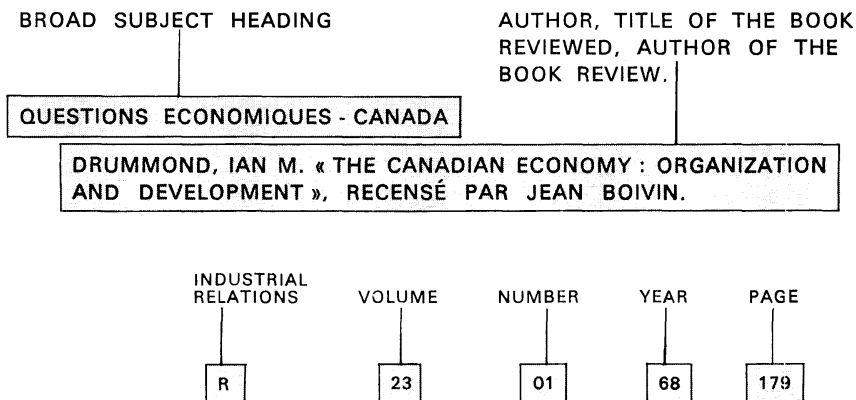 BROAD SUBJECT HEADING
AUTHOR, TITLE OF THE BOOK
REVIEWED, AUTHOR OF THE
BOOK REVIEW.
QUESTIONS ECONOMIQUES - CANADA
DRUMMOND, IAN M. « THE CANADIAN ECONOMY : ORGANIZATION
AND DEVELOPMENT », RECENSÉ PAR JEAN BOIVIN.
INDUSTRIAL
RELATIONS
VOLUME
NUMBER
YEAR
PAGE
R
23
01
68
179